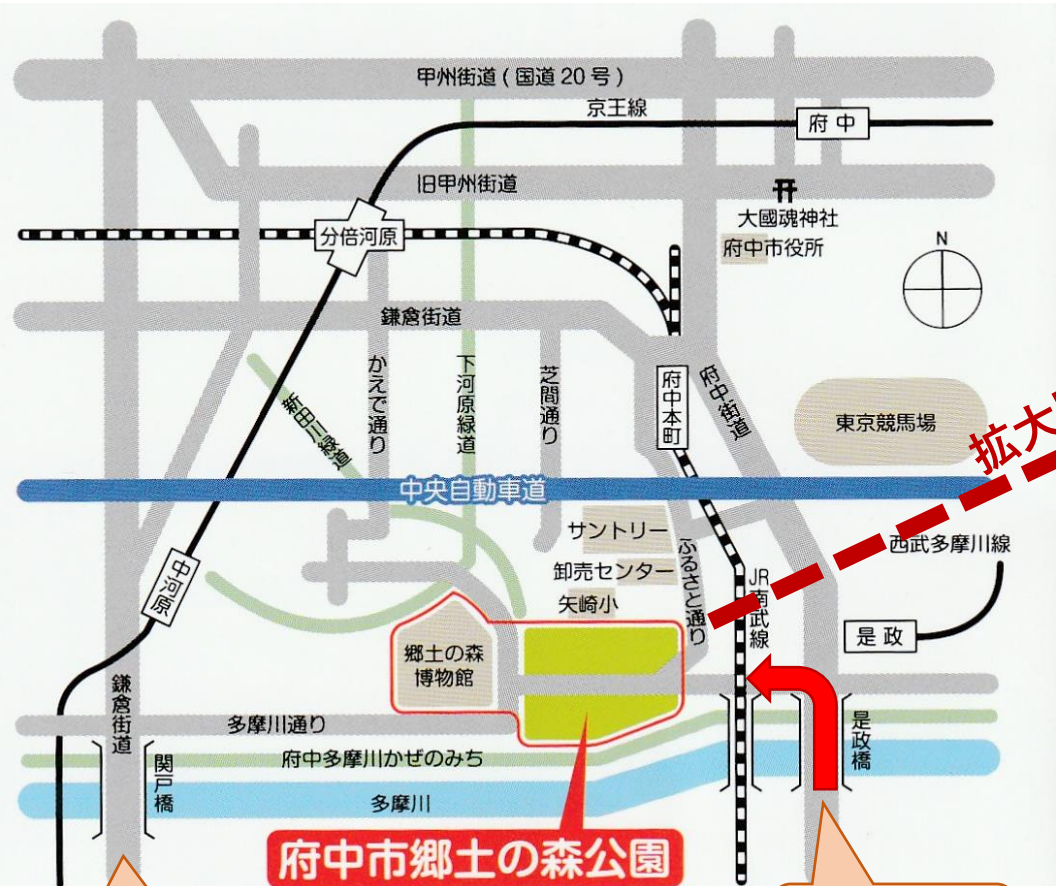 甲州街道(国道20号)
京王線
府中
旧甲州街道
大國魂神社
府中市役所
分倍河原
N
鎌倉街道
かえで通り
下河原緑道
芝間通り
新田川緑道
府中本町
府中街道
東京競馬場
拡大
中央自動車道
サントリー
卸売センター
矢崎小
ふるさと通り
西武多摩川線
JR南武線
中河原
是政
郷土の森
博物館
鎌倉街道
多摩川通り
府中多摩川かぜのみち
関戸橋
是政橋
多摩川
府中市郷土の森公園